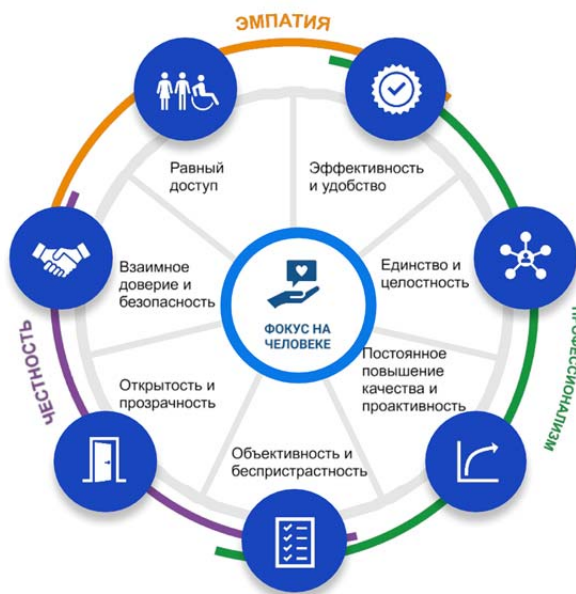 ЭМПАТИЯ
Равный
доступ
Эффективность
и удобство
Взаимное
доверие и
безопасность
ФОКУС НА
ЧЕЛОВЕКЕ
Единство и
целостность
ЧЕСТНОСТЬ
Открытость и
прозрачность
Постоянное
повышение
качества и
проактивность
ПРОФЕССИОНАЛИЗМ
Объективность и
беспристрастность